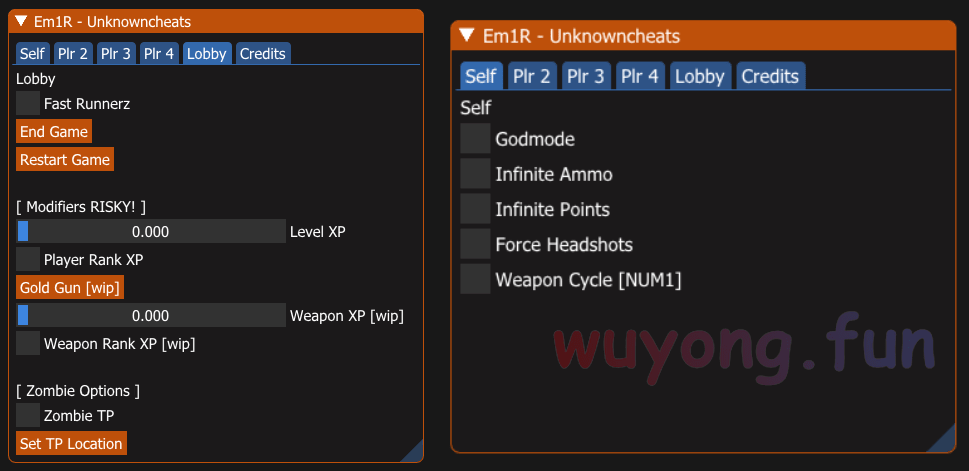 Em1R - Unknowncheats
Self Plr 2 Plr 3 Plr 4 Lobby Credits
Lobby
Fast Runnerz
End Game
Restart Game
[ Modifiers RISKY! ]
0.000 Level XP
Player Rank XP
Gold Gun [wip]
0.000 Weapon XP [wip]
Weapon Rank XP [wip]
[ Zombie Options ]
Zombie TP
Set TP Location
Em1R - Unknowncheats
Self Plr 2 Plr 3 Plr 4 Lobby Credits
Self
Godmode
Infinite Ammo
Infinite Points
Force Headshots
Weapon Cycle [NUM1]
wuyong.fun